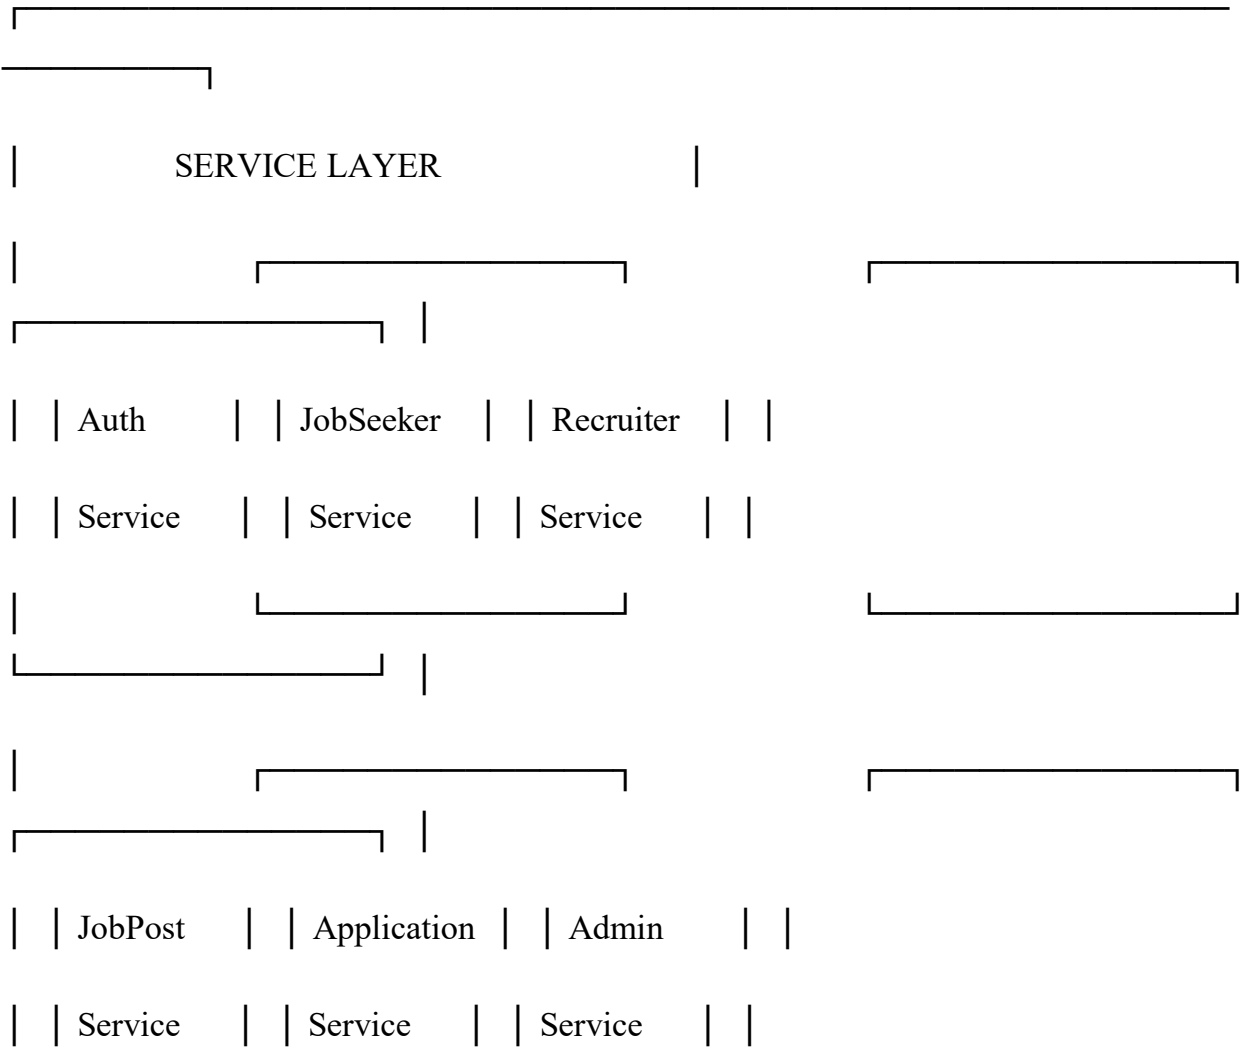 SERVICE LAYER
Auth JobSeeker Recruiter
Service Service Service
JobPost Application Admin
Service Service Service